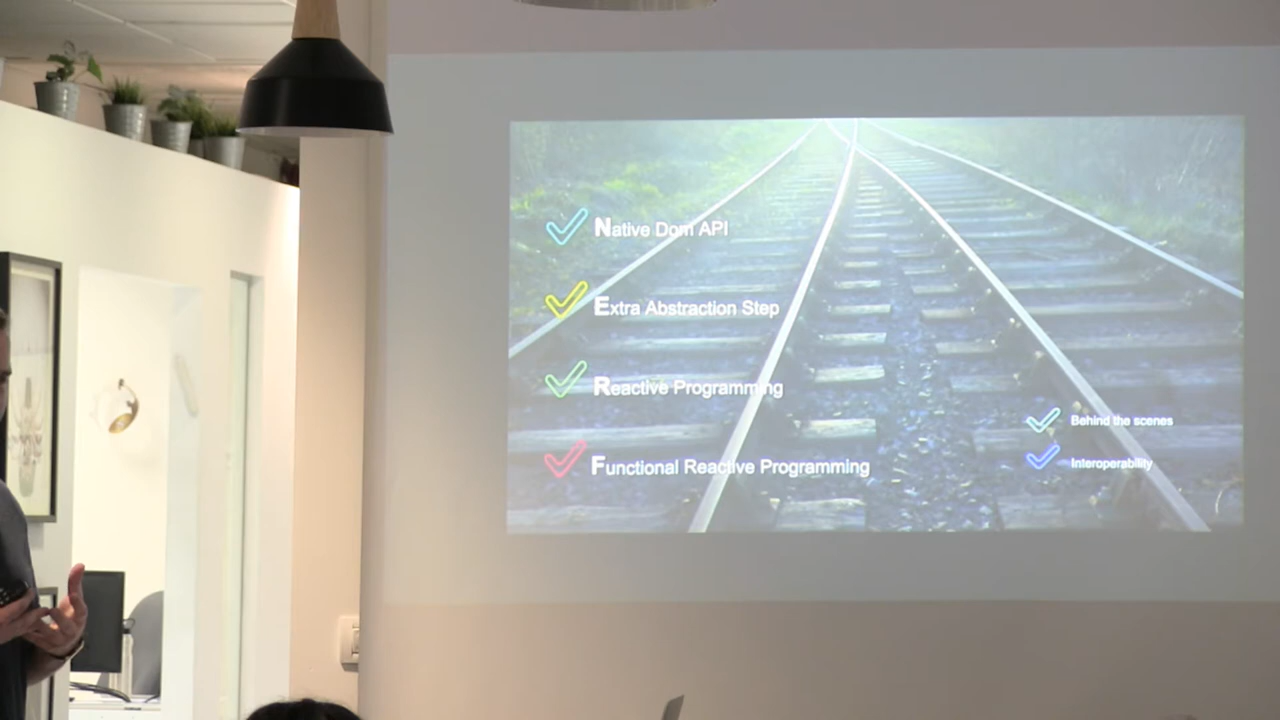 Native Dom API
Extra Abstraction Step
Reactive Programming
Functional Reactive Programming
Behind the scenes
Interoperability